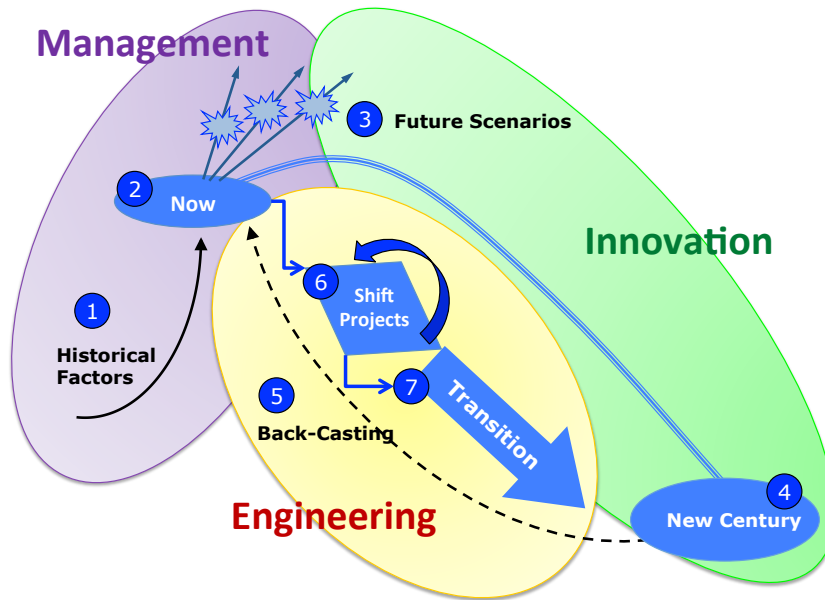 Management
3
Future Scenarios
2
Now
Innovation
6
Shift
Projects
1
Historical
Factors
7
5
Back-Casting
Transition
4
New Century
Engineering